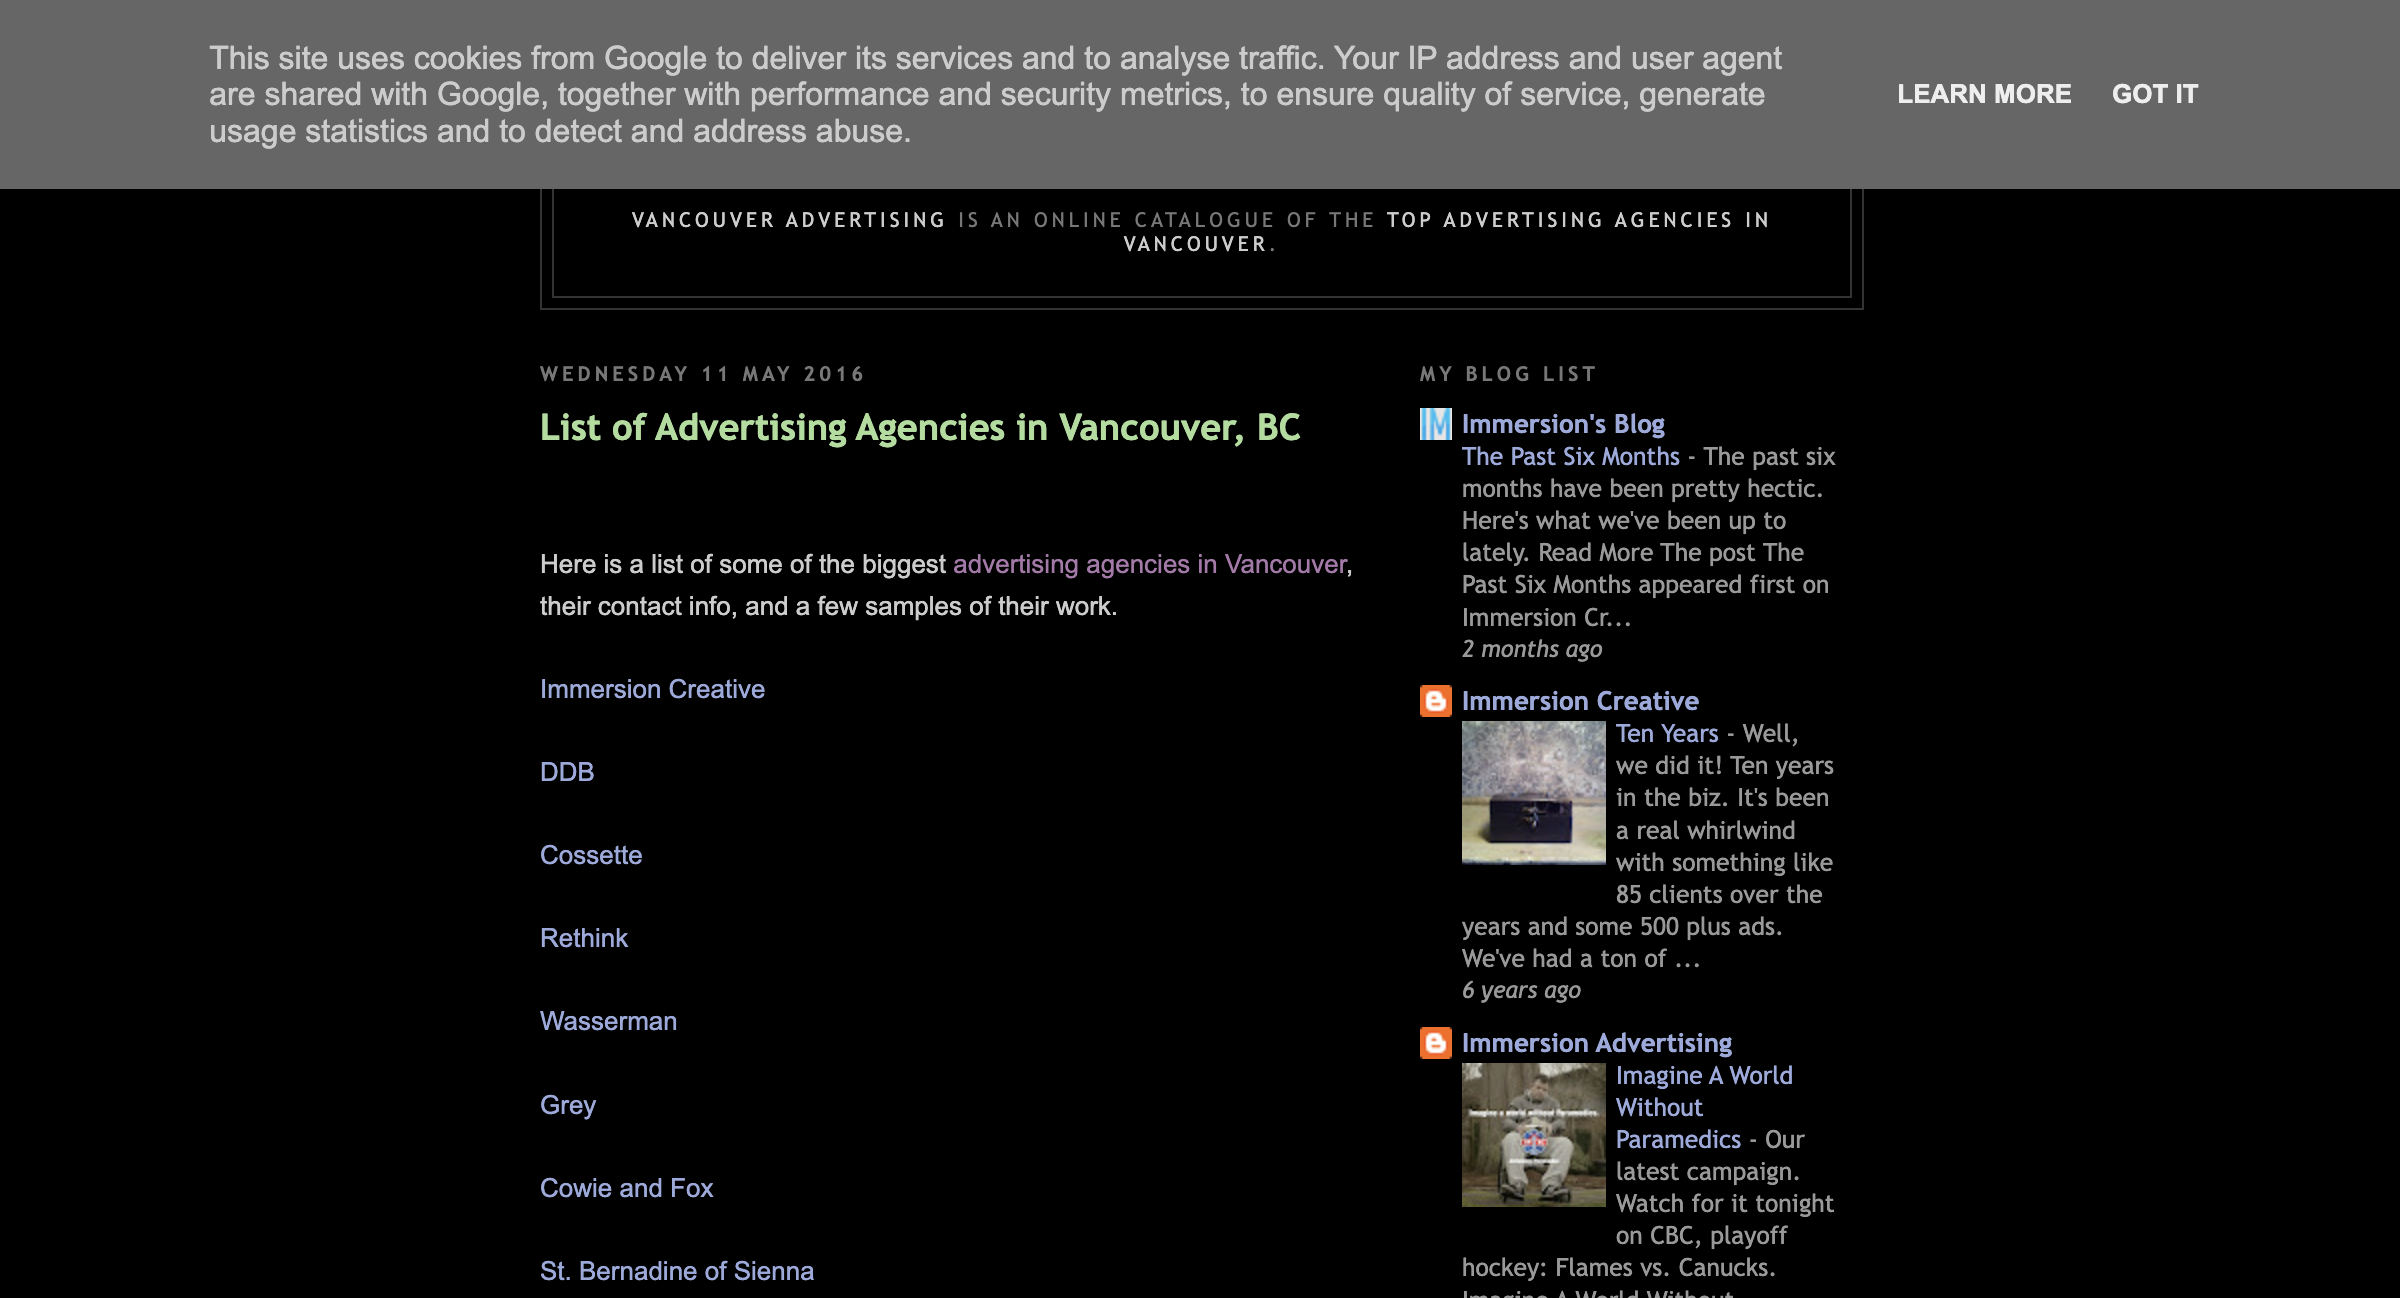 This site uses cookies from Google to deliver its services and to analyse traffic. Your IP address and user agent
are shared with Google, together with performance and security metrics, to ensure quality of service, generate
usage statistics and to detect and address abuse.
LEARN MORE
GOT IT
VANCOUVER ADVERTISING IS AN ONLINE CATALOGUE OF THE TOP ADVERTISING AGENCIES IN
VANCOUVER.
WEDNESDAY 11 MAY 2016
List of Advertising Agencies in Vancouver, BC
Here is a list of some of the biggest advertising agencies in Vancouver,
their contact info, and a few samples of their work.
Immersion Creative
DDB
Cossette
Rethink
Wasserman
Grey
Cowie and Fox
St. Bernadine of Sienna
MY BLOG LIST
IM
Immersion's Blog
The Past Six Months - The past six
months have been pretty hectic.
Here's what we've been up to
lately. Read More The post The
Past Six Months appeared first on
Immersion Cr...
2 months ago
Immersion Creative
Ten Years - Well,
we did it! Ten years
in the biz. It's been
a real whirlwind
with something like
85 clients over the
years and some 500 plus ads.
We've had a ton of ...
6 years ago
Immersion Advertising
Imagine a world without Paramedics.
Imagine A World
Without
Paramedics - Our
latest campaign.
Watch for it tonight
on CBC, playoff
hockey: Flames vs. Canucks.
Imagine A World Without